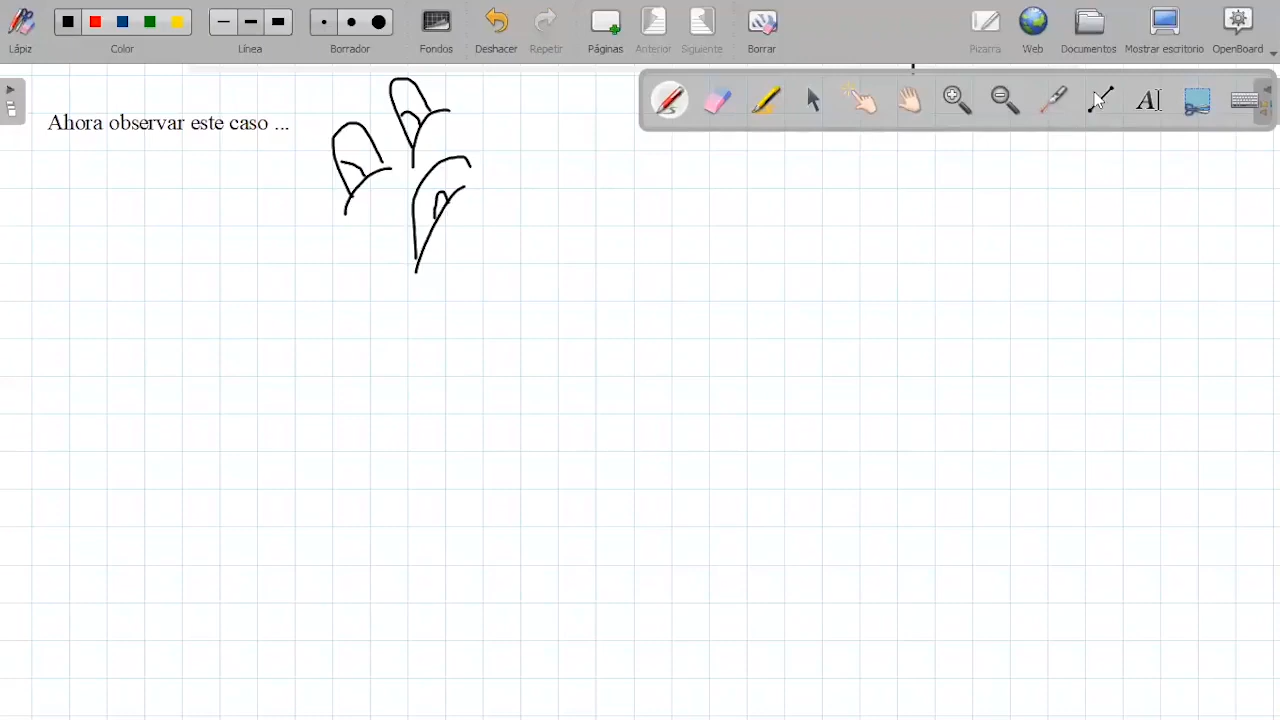 Lápiz
Color
Línea
Borrador
Fondos
Deshacer
Repetir
Páginas
Anterior
Siguiente
Borrar
Pizarra
Web
Documentos
Mostrar escritorio
OpenBoard
A
Ahora observar este caso ...